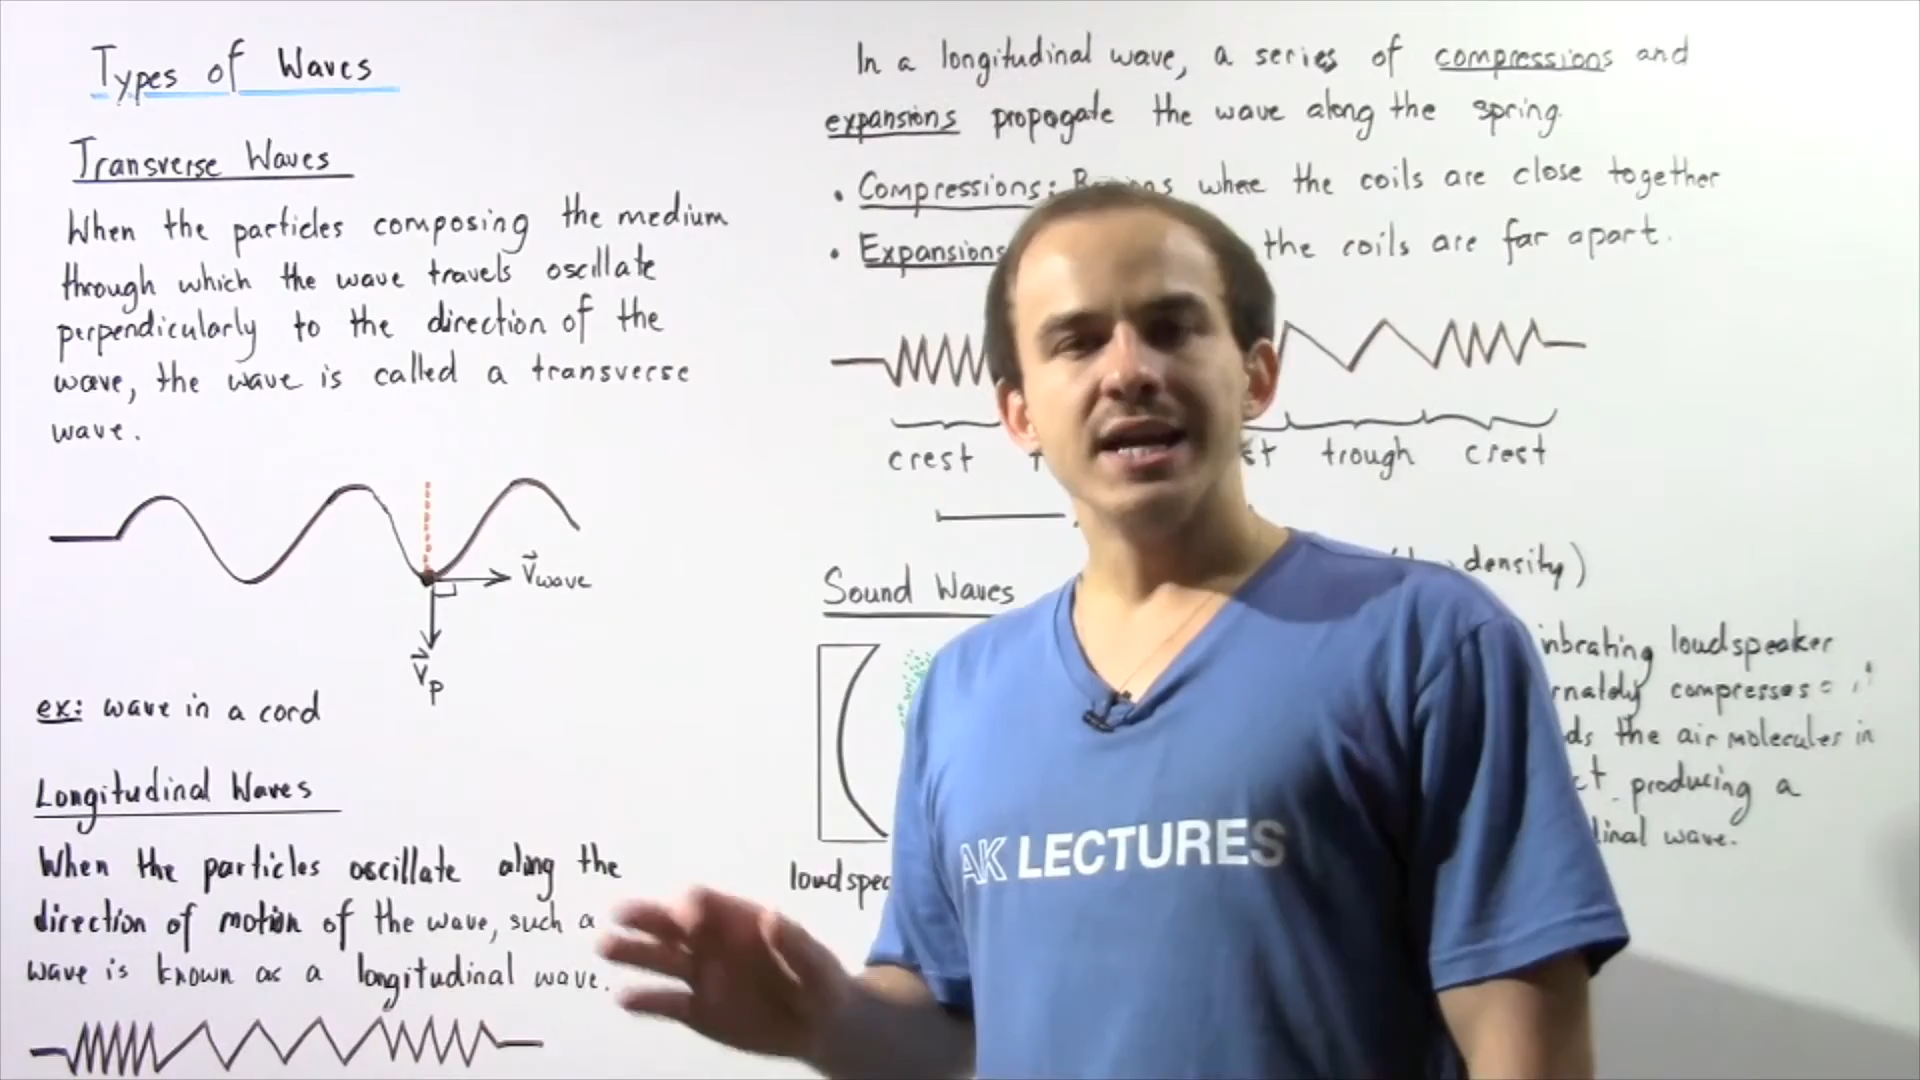 Types of Waves
Transverse Waves
When the particles composing the medium
through which the wave travels oscillate
perpendicularly to the direction of the
wave, the wave is called a transverse
wave.
V⃗wave
V⃗p
ex: wave in a cord
Longitudinal Waves
When the particles oscillate along the
direction of motion of the wave, such a
wave is known as a longitudinal wave.
In a longitudinal wave, a series of compressions and
expansions propogate the wave along the spring.
• Compressions: where the coils are close together
• Expansions the coils are far apart.
crest trough crest
density)
Sound Waves
loudspeaker
compresses
the air molecules in
producing a
wave.
AK LECTURES